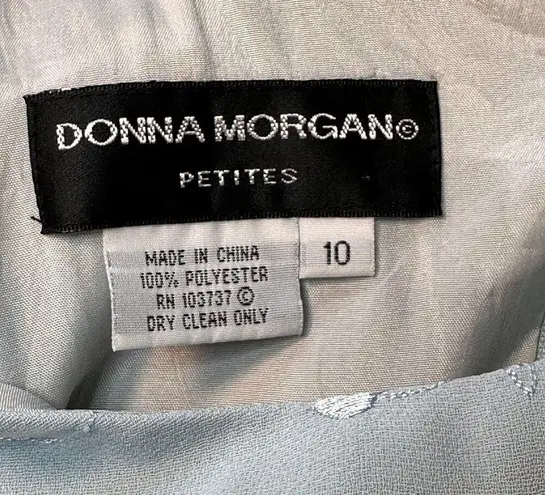 DONNA MORGAN©
PETITES
MADE IN CHINA
100% POLYESTER
RN 103737 ©
DRY CLEAN ONLY
10